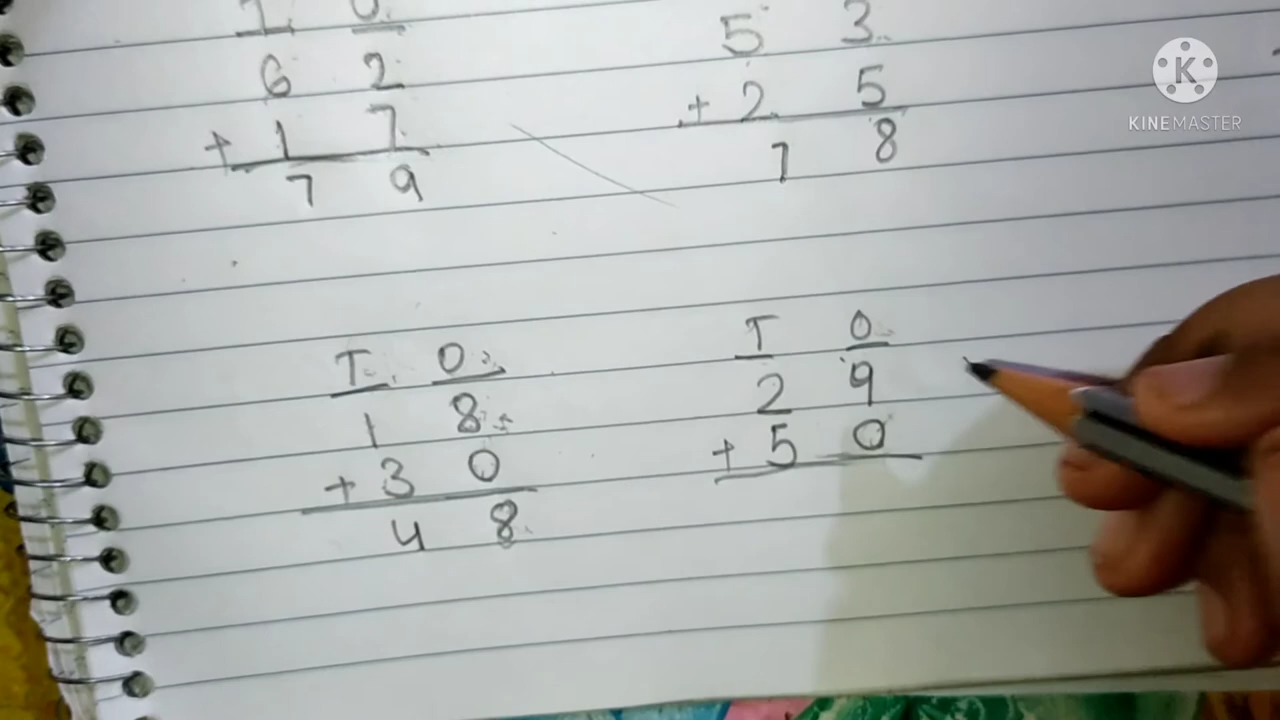 T O
6 2
+ 1 7
7 9
5 3
+ 2 5
7 8
K
KINEMASTER
T O
1 8
+ 3 0
4 8
T O
2 9
+ 5 0